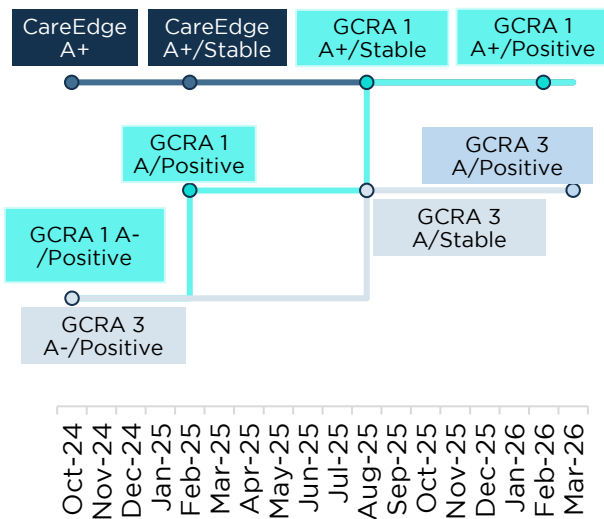 CareEdge
A+
CareEdge
A+/Stable
GCRA 1
A+/Stable
GCRA 1
A+/Positive
GCRA 1
A/Positive
GCRA 3
A/Positive
GCRA 3
A/Stable
GCRA 1 A-
/Positive
GCRA 3
A-/Positive
Oct-24
Nov-24
Dec-24
Jan-25
Feb-25
Mar-25
Apr-25
May-25
Jun-25
Jul-25
Aug-25
Sep-25
Oct-25
Nov-25
Dec-25
Jan-26
Feb-26
Mar-26